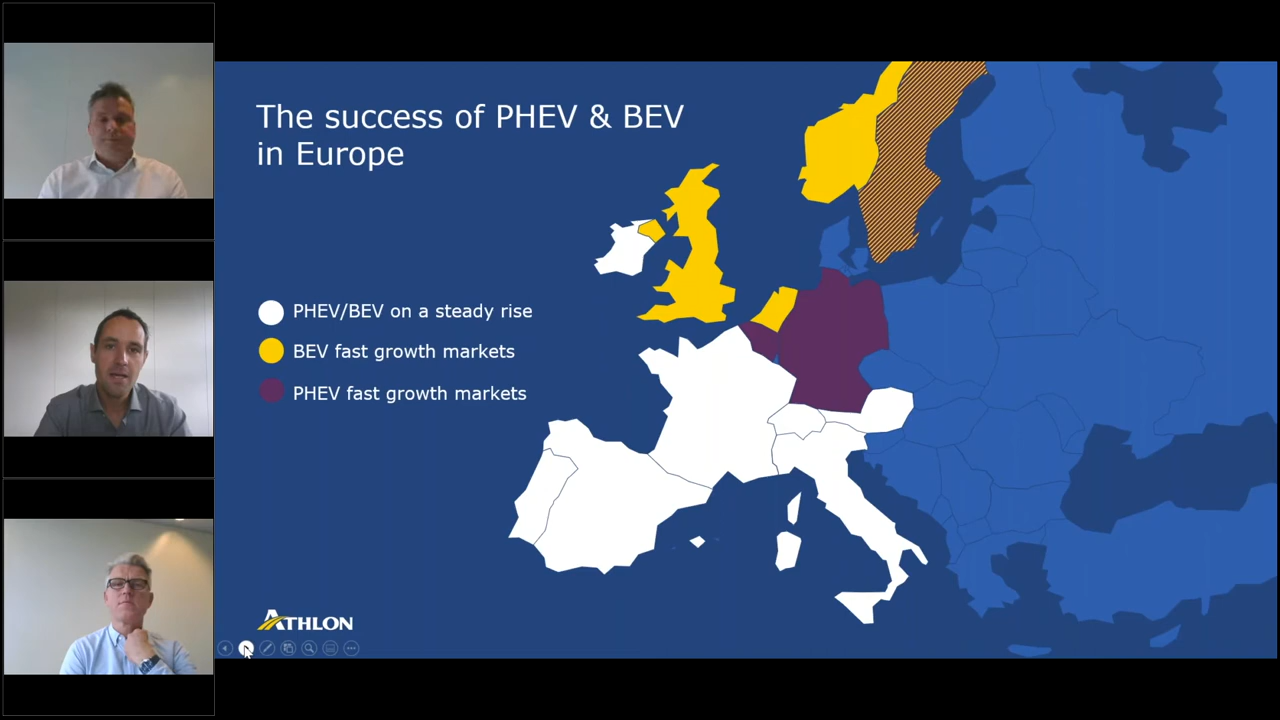 The success of PHEV & BEV
in Europe
PHEV/BEV on a steady rise
BEV fast growth markets
PHEV fast growth markets
ATHLON